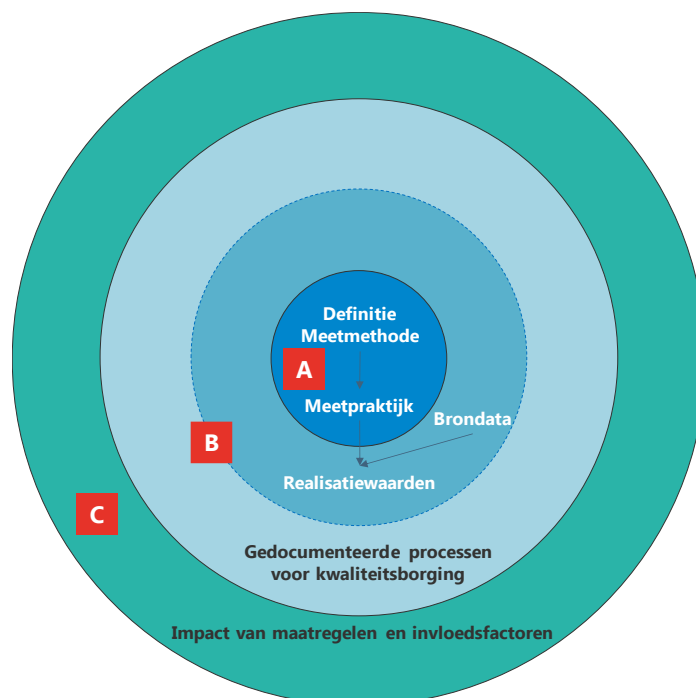 Definitie
Meetmethode
A
Meetpraktijk
Brondata
B
Realisatiewaarden
C
Gedocumenteerde processen
voor kwaliteitsborging
Impact van maatregelen en invloedsfactoren